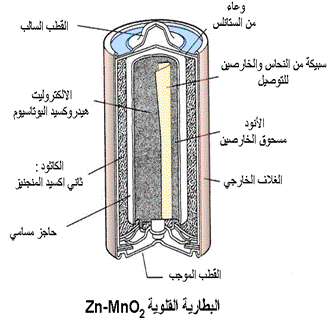 القطب السالب
وعاء
من الستانلس
سبيكة من النحاس والخارصين
للتوصيل
الالكتروليت
هيدروكسيد البوتاسيوم
الأنود
مسحوق الخارصين
الكاثود :
ثاني اكسيد المنجنيز
الغلاف الخارجي
حاجز مسامي
القطب الموجب
البطارية القلوية Zn-MnO2